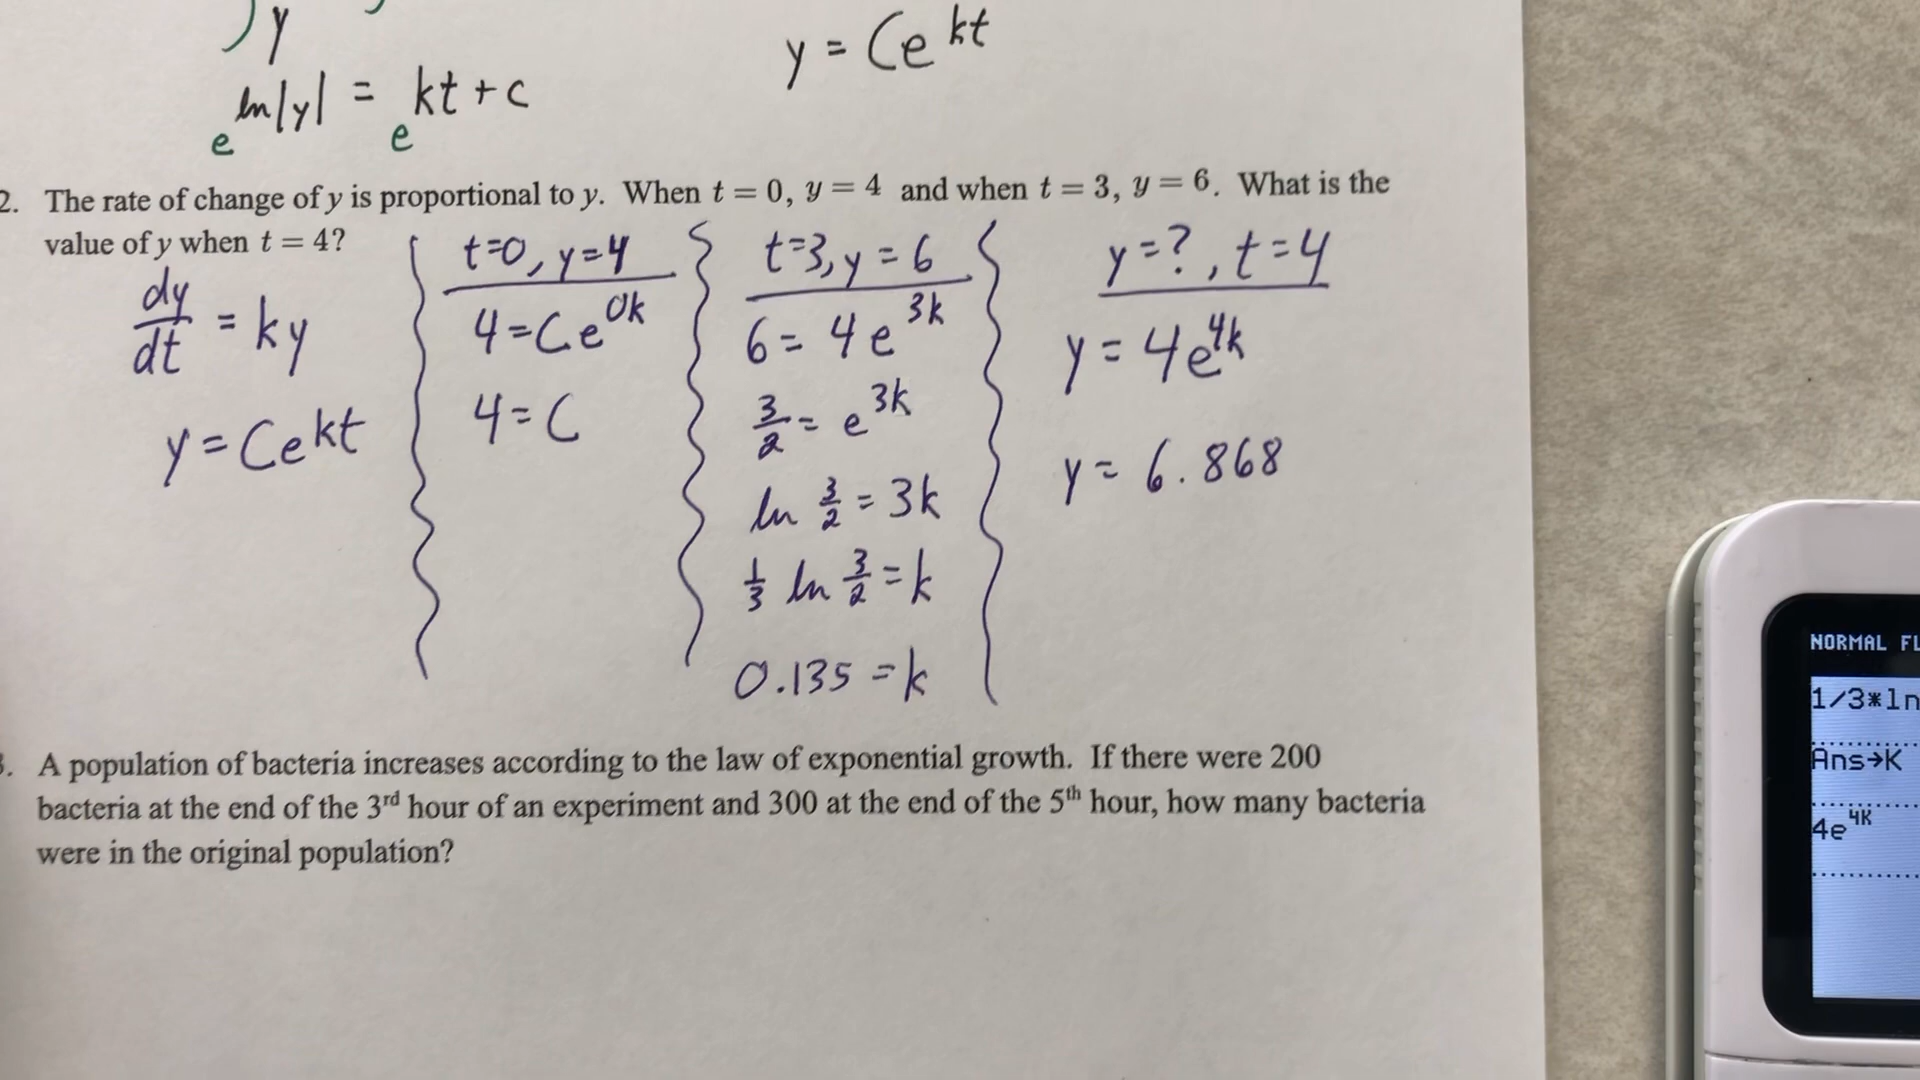 y
y = Ce^kt
e^ln|y| = e^kt+c
2. The rate of change of y is proportional to y. When t = 0, y = 4 and when t = 3, y = 6. What is the
value of y when t = 4?
dy/dt = ky
y = Ce^kt
t=0, y=4
4=Ce^0k
4=C
t=3, y=6
6 = 4e^3k
3/2 = e^3k
ln 3/2 = 3k
1/3 ln 3/2 = k
0.135 = k
y=?, t=4
y = 4e^4k
y = 6.868
3. A population of bacteria increases according to the law of exponential growth. If there were 200
bacteria at the end of the 3rd hour of an experiment and 300 at the end of the 5th hour, how many bacteria
were in the original population?
NORMAL FL
1/3*ln
Ans→K
4e^4K